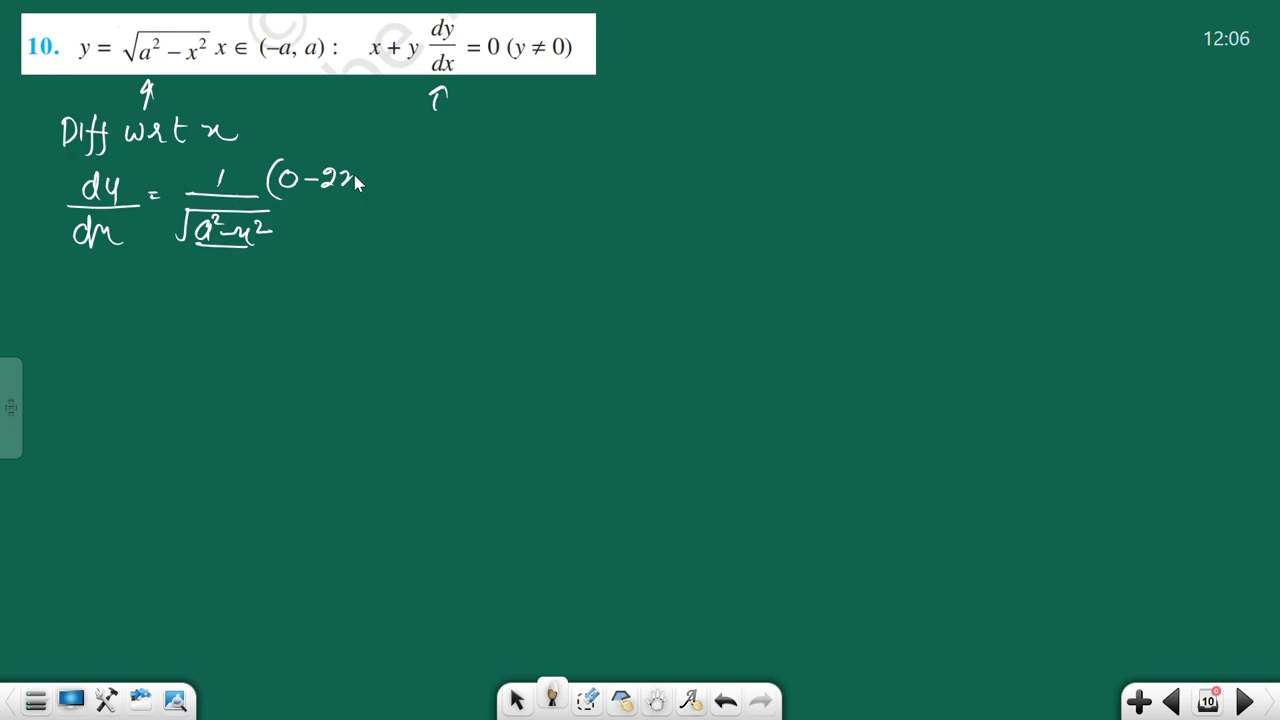 10. y = √(a² – x²) x ∈ (–a, a) : x + y dy/dx = 0 (y ≠ 0)
12:06
Diff wrt x
dy/dx = 1/√(a²-x²) (0-2x
10
0